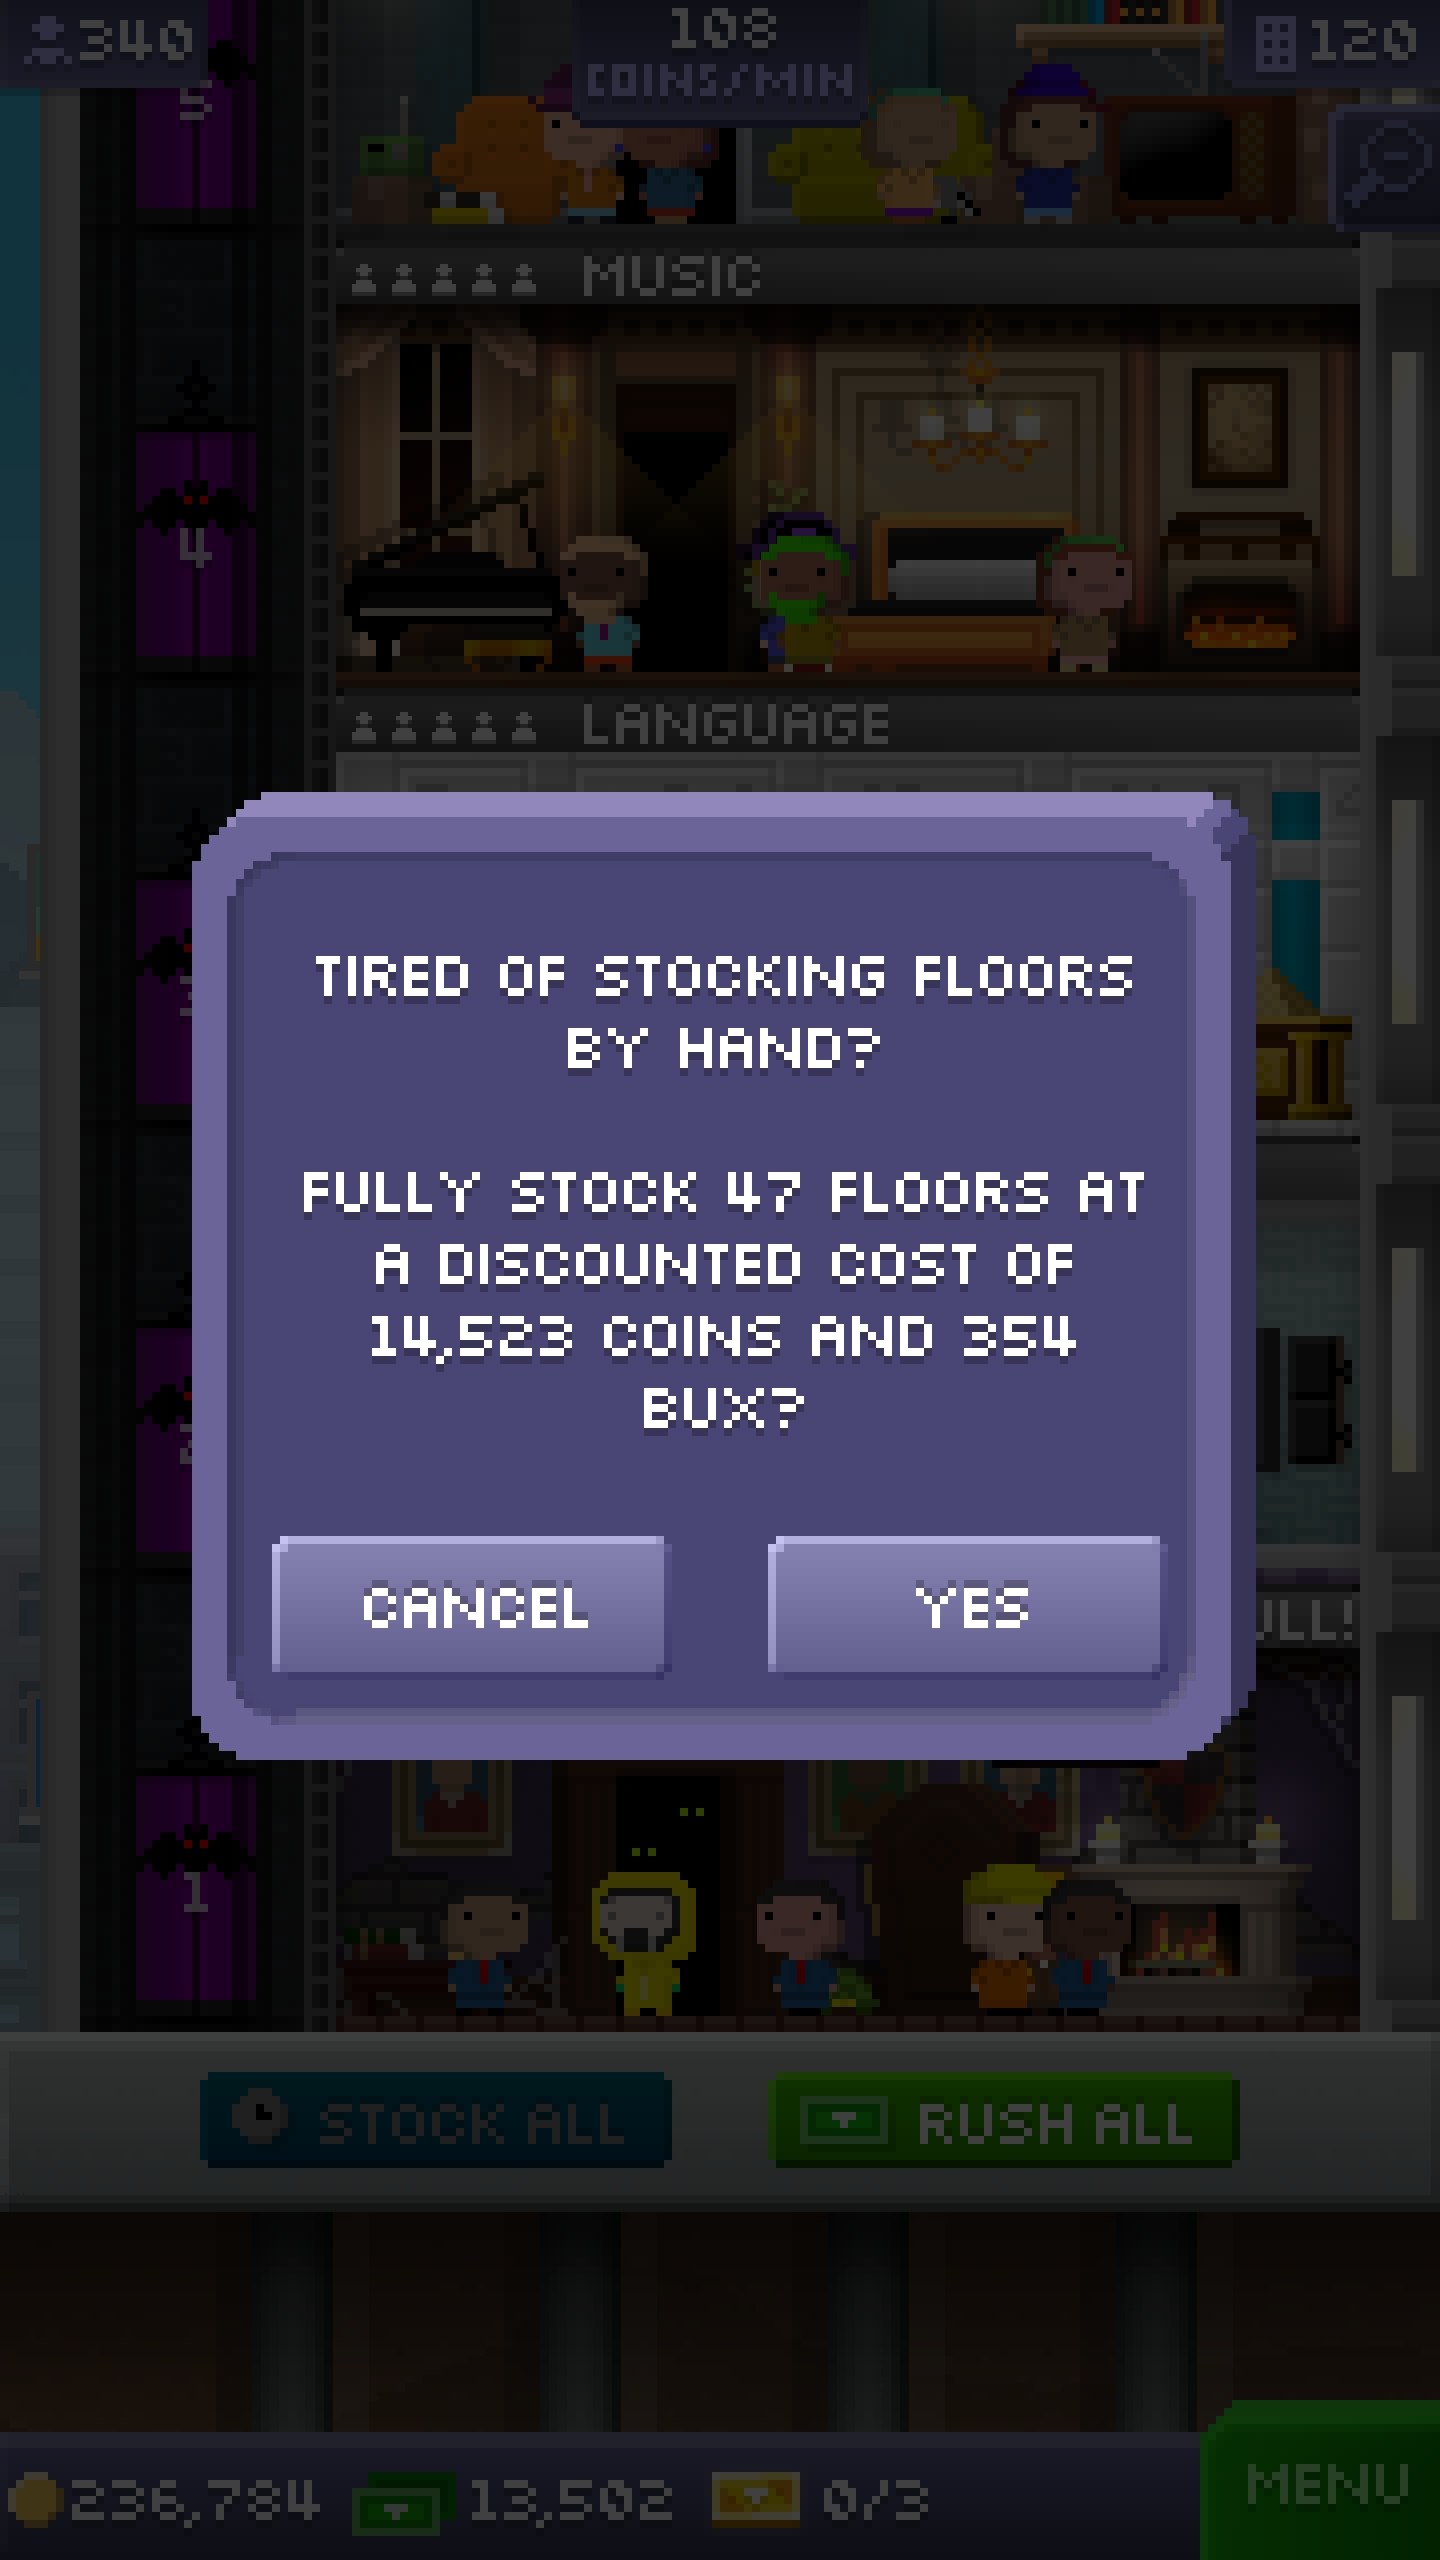 340
108
COINS/MIN
120
5
MUSIC
4
LANGUAGE
TIRED OF STOCKING FLOORS
BY HAND?
FULLY STOCK 47 FLOORS AT
A DISCOUNTED COST OF
14,523 COINS AND 354
BUX?
CANCEL
YES
1
STOCK ALL
RUSH ALL
236,784
13,502
0/3
MENU